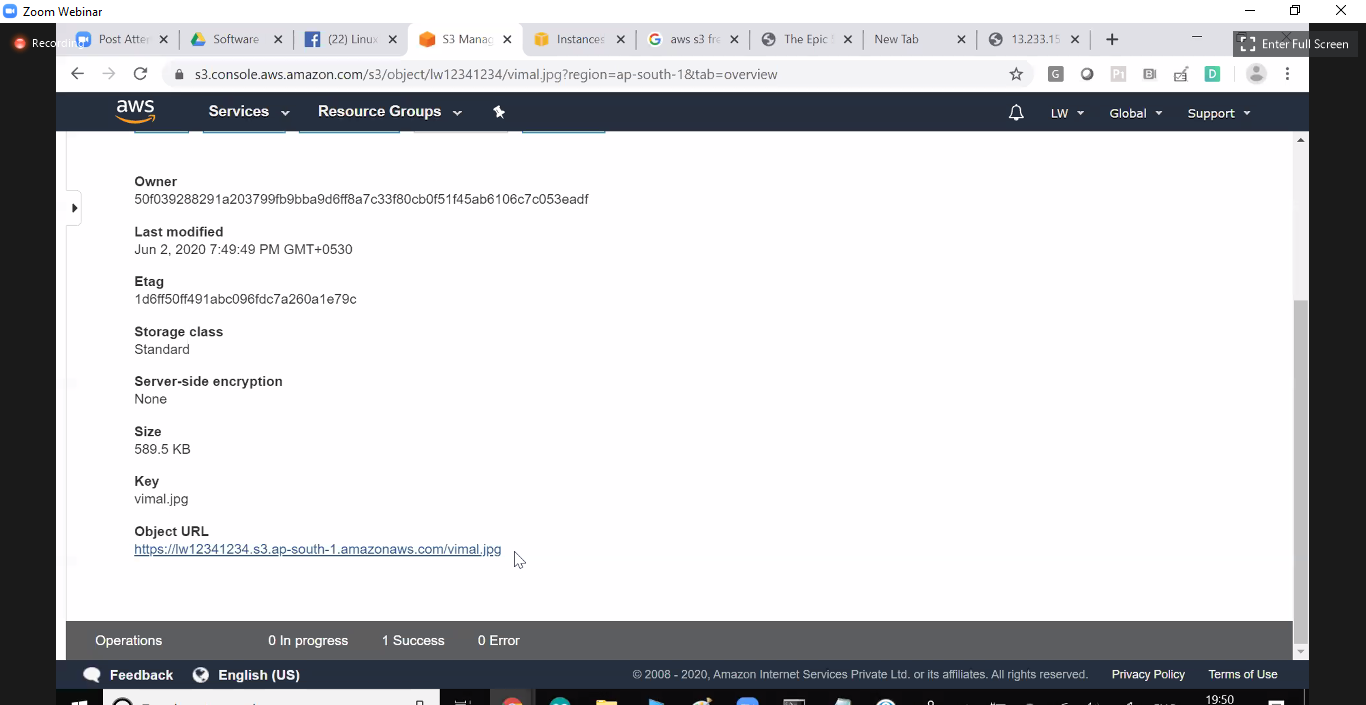 Zoom Webinar
Recording
Post Atten
Software
(22) Linux
S3 Manag
Instances
aws s3 fre
The Epic
New Tab
13.233.15
Enter Full Screen
s3.console.aws.amazon.com/s3/object/lw12341234/vimal.jpg?region=ap-south-1&tab=overview
aws
Services
Resource Groups
LW
Global
Support
Owner
50f039288291a203799fb9bba9d6ff8a7c33f80cb0f51f45ab6106c7c053eadf
Last modified
Jun 2, 2020 7:49:49 PM GMT+0530
Etag
1d6ff50ff491abc096fdc7a260a1e79c
Storage class
Standard
Server-side encryption
None
Size
589.5 KB
Key
vimal.jpg
Object URL
https://lw12341234.s3.ap-south-1.amazonaws.com/vimal.jpg
Operations 0 In progress 1 Success 0 Error
Feedback English (US)
© 2008 - 2020, Amazon Internet Services Private Ltd. or its affiliates. All rights reserved. Privacy Policy Terms of Use
19:50